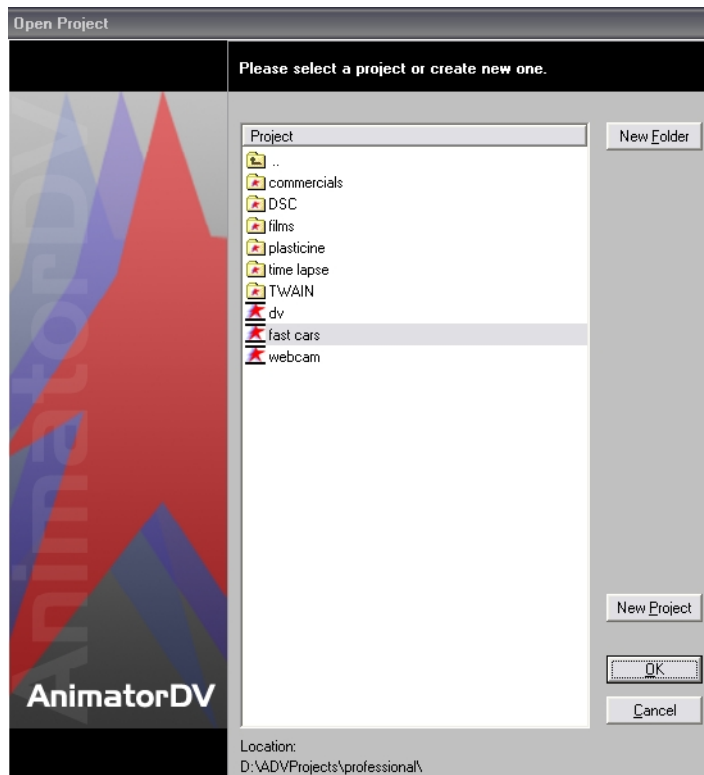 Open Project
Please select a project or create new one.
Project
New Folder
..
commercials
DSC
films
plasticine
time lapse
TWAIN
dv
fast cars
webcam
New Project
OK
Cancel
AnimatorDV
AnimatorDV
Location:
D:\ADVProjects\professional\